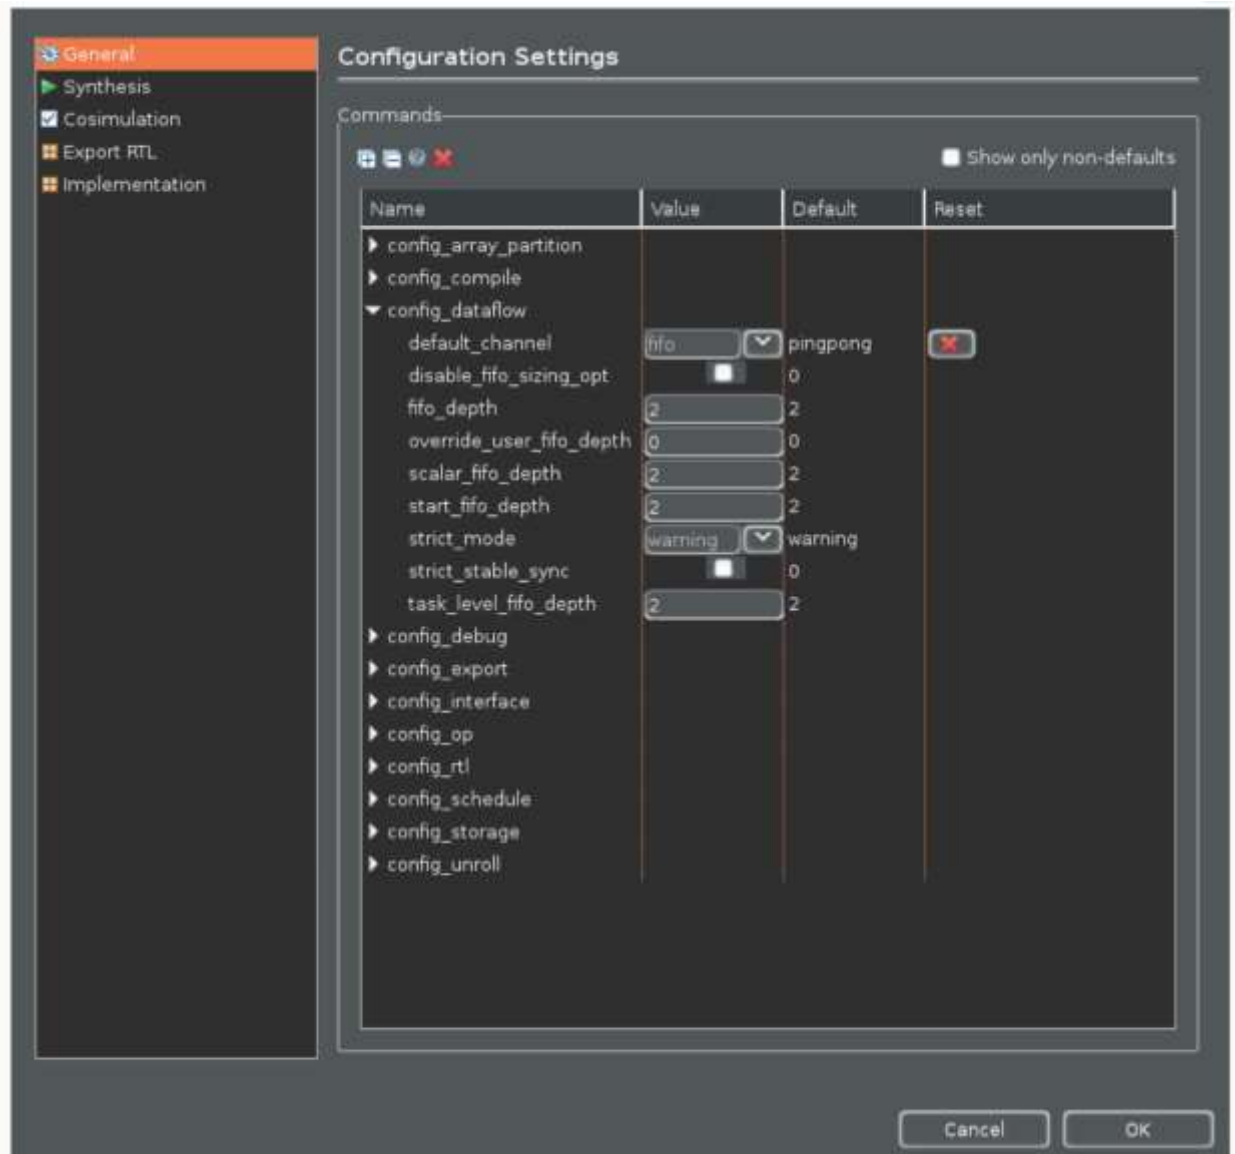 General
Synthesis
Cosimulation
Export RTL
Implementation
Configuration Settings
Commands
Show only non-defaults
Name Value Default Reset
config_array_partition
config_compile
config_dataflow
default_channel fifo pingpong
disable_fifo_sizing_opt 0
fifo_depth 2 2
override_user_fifo_depth 0 0
scalar_fifo_depth 2 2
start_fifo_depth 2 2
strict_mode warning warning
strict_stable_sync 0
task_level_fifo_depth 2 2
config_debug
config_export
config_interface
config_op
config_rtl
config_schedule
config_storage
config_unroll
Cancel OK